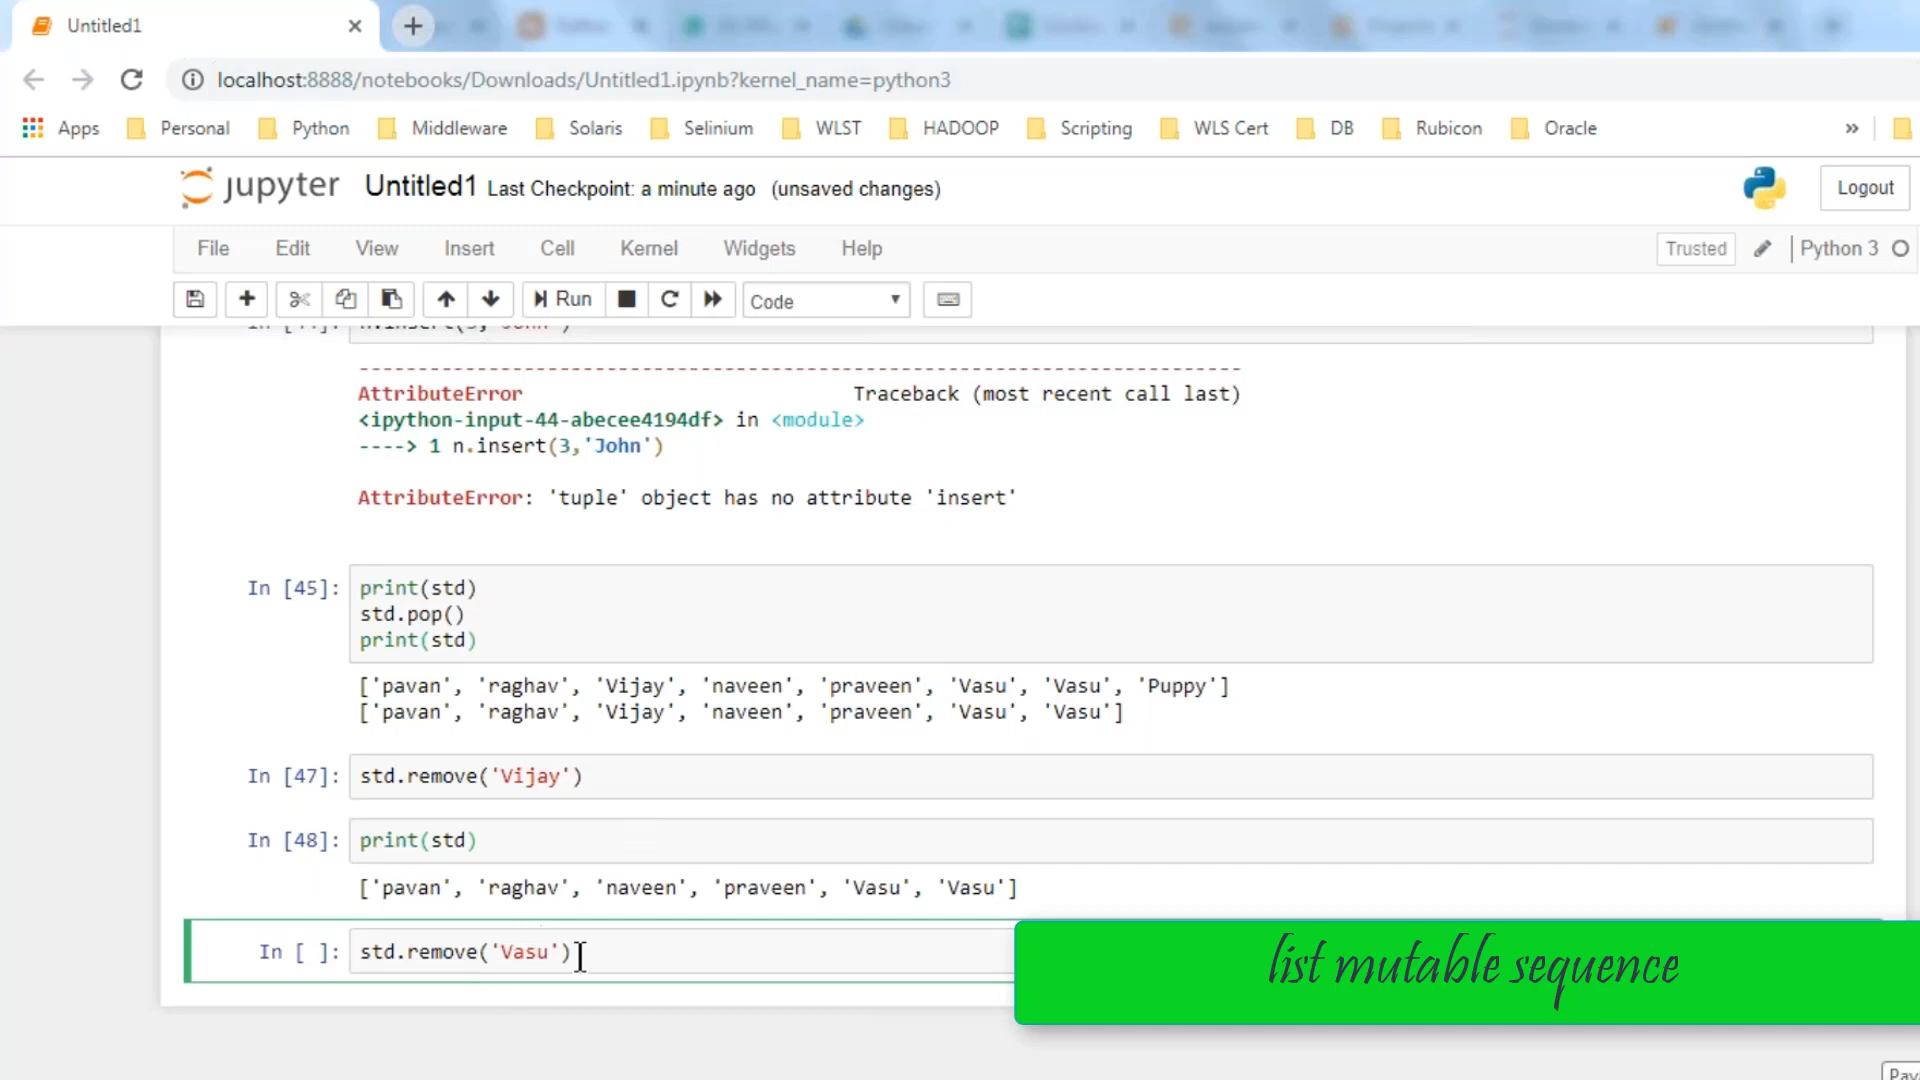 Untitled1
localhost:8888/notebooks/Downloads/Untitled1.ipynb?kernel_name=python3
Apps Personal Python Middleware Solaris Selinium WLST HADOOP Scripting WLS Cert DB Rubicon Oracle »
jupyter Untitled1 Last Checkpoint: a minute ago (unsaved changes) Logout
File Edit View Insert Cell Kernel Widgets Help Trusted Python 3
Run Code
---------------------------------------------------------------------------
AttributeError Traceback (most recent call last)
<ipython-input-44-abecee4194df> in <module>
----> 1 n.insert(3,'John')
AttributeError: 'tuple' object has no attribute 'insert'
In [45]: print(std)
std.pop()
print(std)
['pavan', 'raghav', 'Vijay', 'naveen', 'praveen', 'Vasu', 'Vasu', 'Puppy']
['pavan', 'raghav', 'Vijay', 'naveen', 'praveen', 'Vasu', 'Vasu']
In [47]: std.remove('Vijay')
In [48]: print(std)
['pavan', 'raghav', 'naveen', 'praveen', 'Vasu', 'Vasu']
In [ ]: std.remove('Vasu')
list mutable sequence